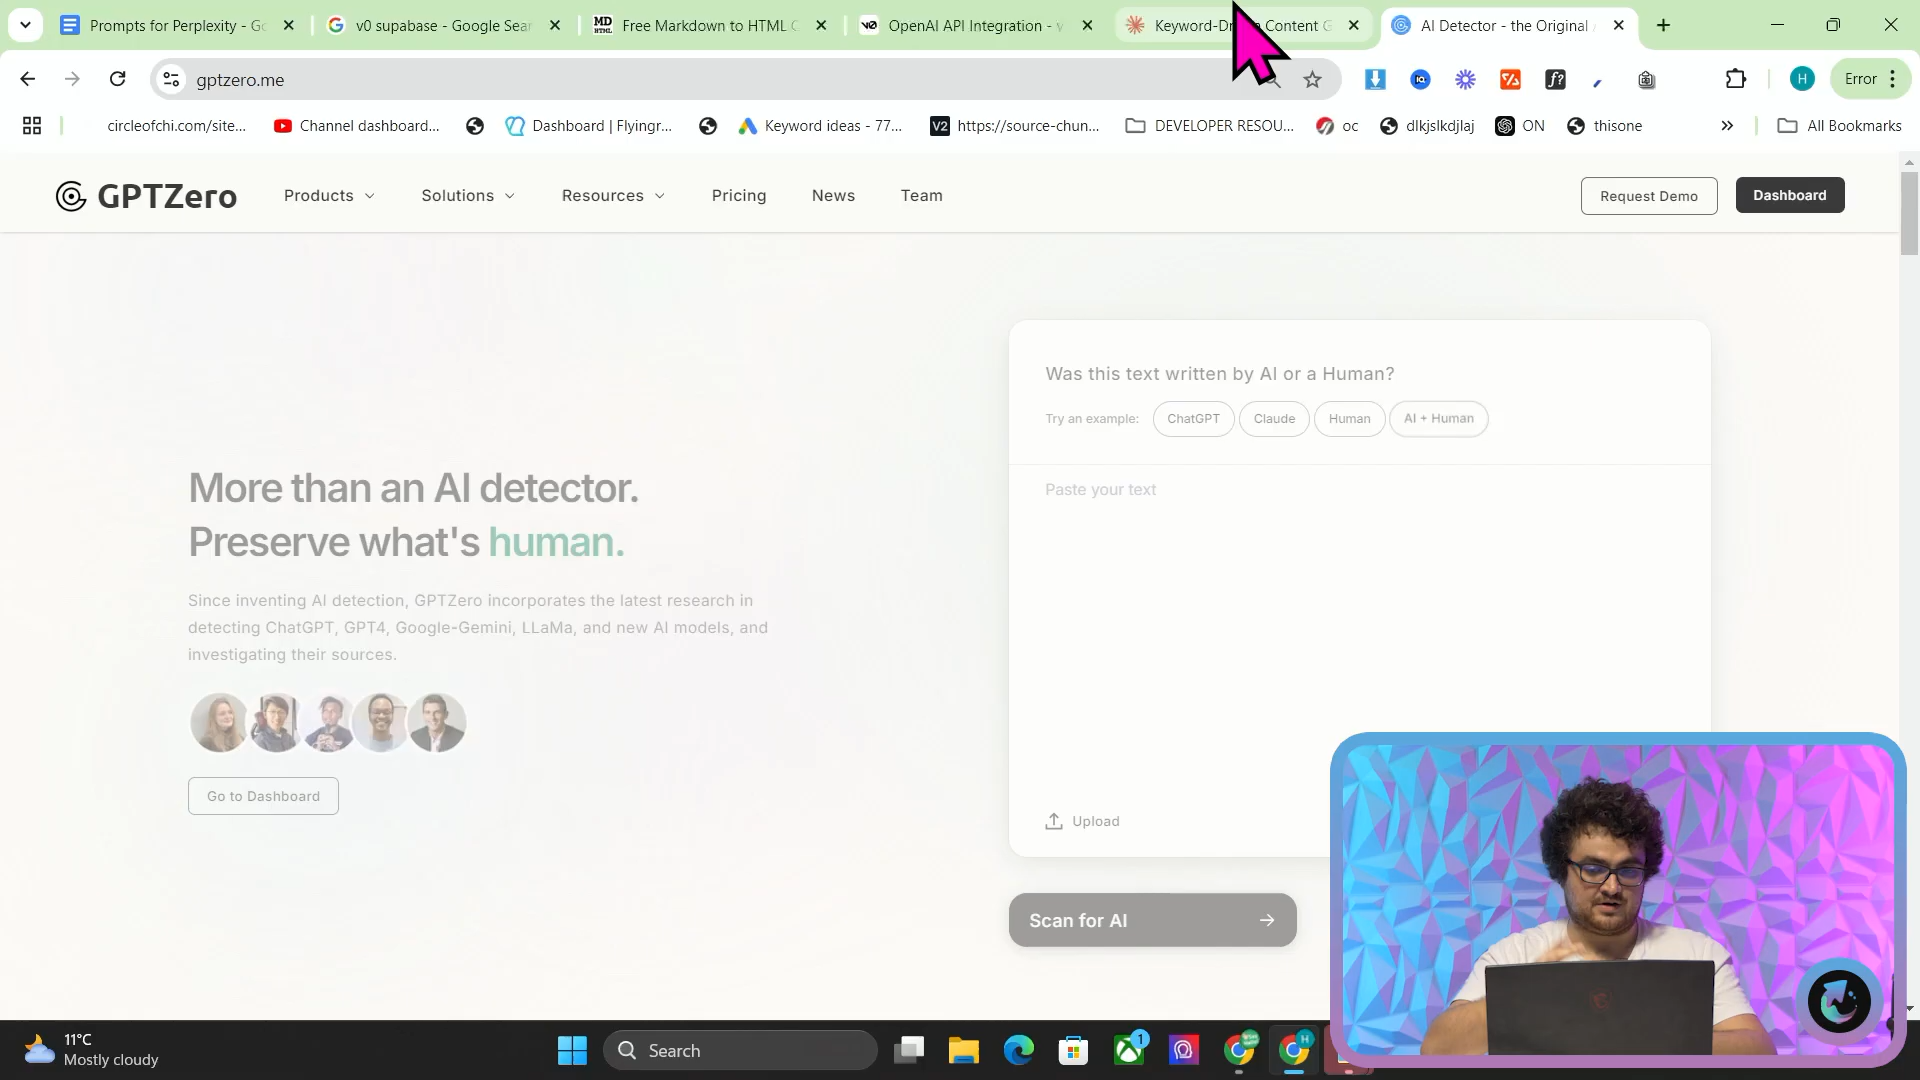 Prompts for Perplexity - Go
v0 supabase - Google Sear
Free Markdown to HTML C
OpenAI API Integration - v
Content G
AI Detector - the Original
gptzero.me
Error
circleofchi.com/site...
Channel dashboard...
Dashboard | Flyingr...
Keyword ideas - 77...
https://source-chun...
DEVELOPER RESOU...
oc
dlkjslkdjlaj
ON
thisone
All Bookmarks
GPTZero
Products
Solutions
Resources
Pricing
News
Team
Request Demo
Dashboard
More than an AI detector.
Preserve what's human.
Since inventing AI detection, GPTZero incorporates the latest research in
detecting ChatGPT, GPT4, Google-Gemini, LLaMa, and new AI models, and
investigating their sources.
Go to Dashboard
Was this text written by AI or a Human?
Try an example:
ChatGPT
Claude
Human
AI + Human
Paste your text
Upload
Scan for AI
11°C
Mostly cloudy
Search